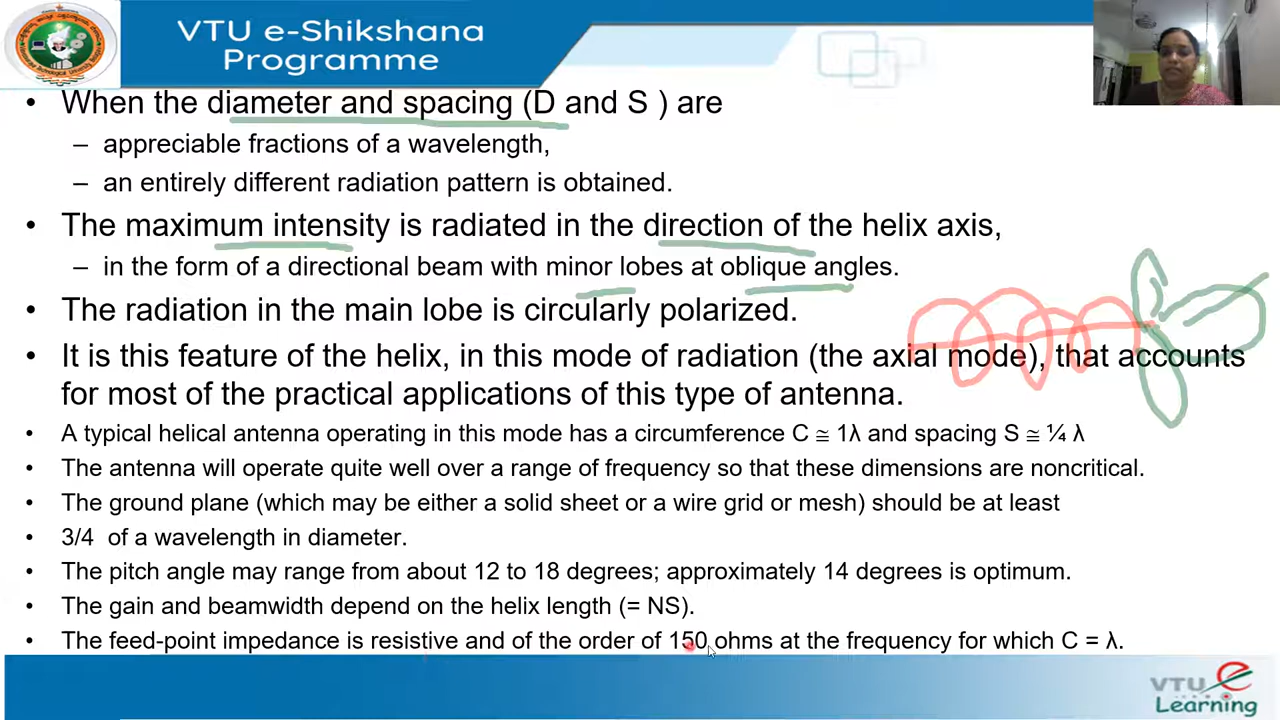 VTU e-Shikshana
Programme
• When the diameter and spacing (D and S ) are
– appreciable fractions of a wavelength,
– an entirely different radiation pattern is obtained.
• The maximum intensity is radiated in the direction of the helix axis,
– in the form of a directional beam with minor lobes at oblique angles.
• The radiation in the main lobe is circularly polarized.
• It is this feature of the helix, in this mode of radiation (the axial mode), that accounts
for most of the practical applications of this type of antenna.
• A typical helical antenna operating in this mode has a circumference C ≅ 1λ and spacing S ≅ ¼ λ
• The antenna will operate quite well over a range of frequency so that these dimensions are noncritical.
• The ground plane (which may be either a solid sheet or a wire grid or mesh) should be at least
• 3/4 of a wavelength in diameter.
• The pitch angle may range from about 12 to 18 degrees; approximately 14 degrees is optimum.
• The gain and beamwidth depend on the helix length (= NS).
• The feed-point impedance is resistive and of the order of 150 ohms at the frequency for which C = λ.
VTU e
Learning